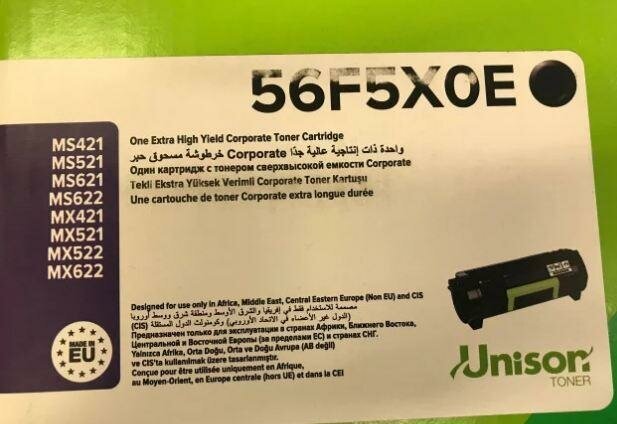 56F5X0E
MS421
MS521
MS621
MS622
MX421
MX521
MX522
MX622
One Extra High Yield Corporate Toner Cartridge
واحدة ذات إنتاجية عالية جدًا Corporate خرطوشة مسحوق حبر
Один картридж с тонером сверхвысокой емкости Corporate
Tekli Ekstra Yüksek Verimli Corporate Toner Kartuşu
Une cartouche de toner Corporate extra longue durée
Designed for use only in Africa, Middle East, Central Eastern Europe (Non EU) and CIS
مصممة للاستخدام فقط في إفريقيا والشرق الأوسط ومنطقة شرق ووسط أوروبا
(الدول غير الأعضاء في الاتحاد الأوروبي) وكومنولث الدول المستقلة (CIS)
Предназначен только для эксплуатации в странах Африки, Ближнего Востока,
Центральной и Восточной Европы (за пределами ЕС) и странах СНГ.
Yalnızca Afrika, Orta Doğu, Orta ve Doğu Avrupa (AB değil)
ve CIS'ta kullanılmak üzere tasarlanmıştır.
Conçue pour être utilisée uniquement en Afrique,
au Moyen-Orient, en Europe centrale (hors UE) et dans la CEI
MADE IN
EU
Unison
TONER